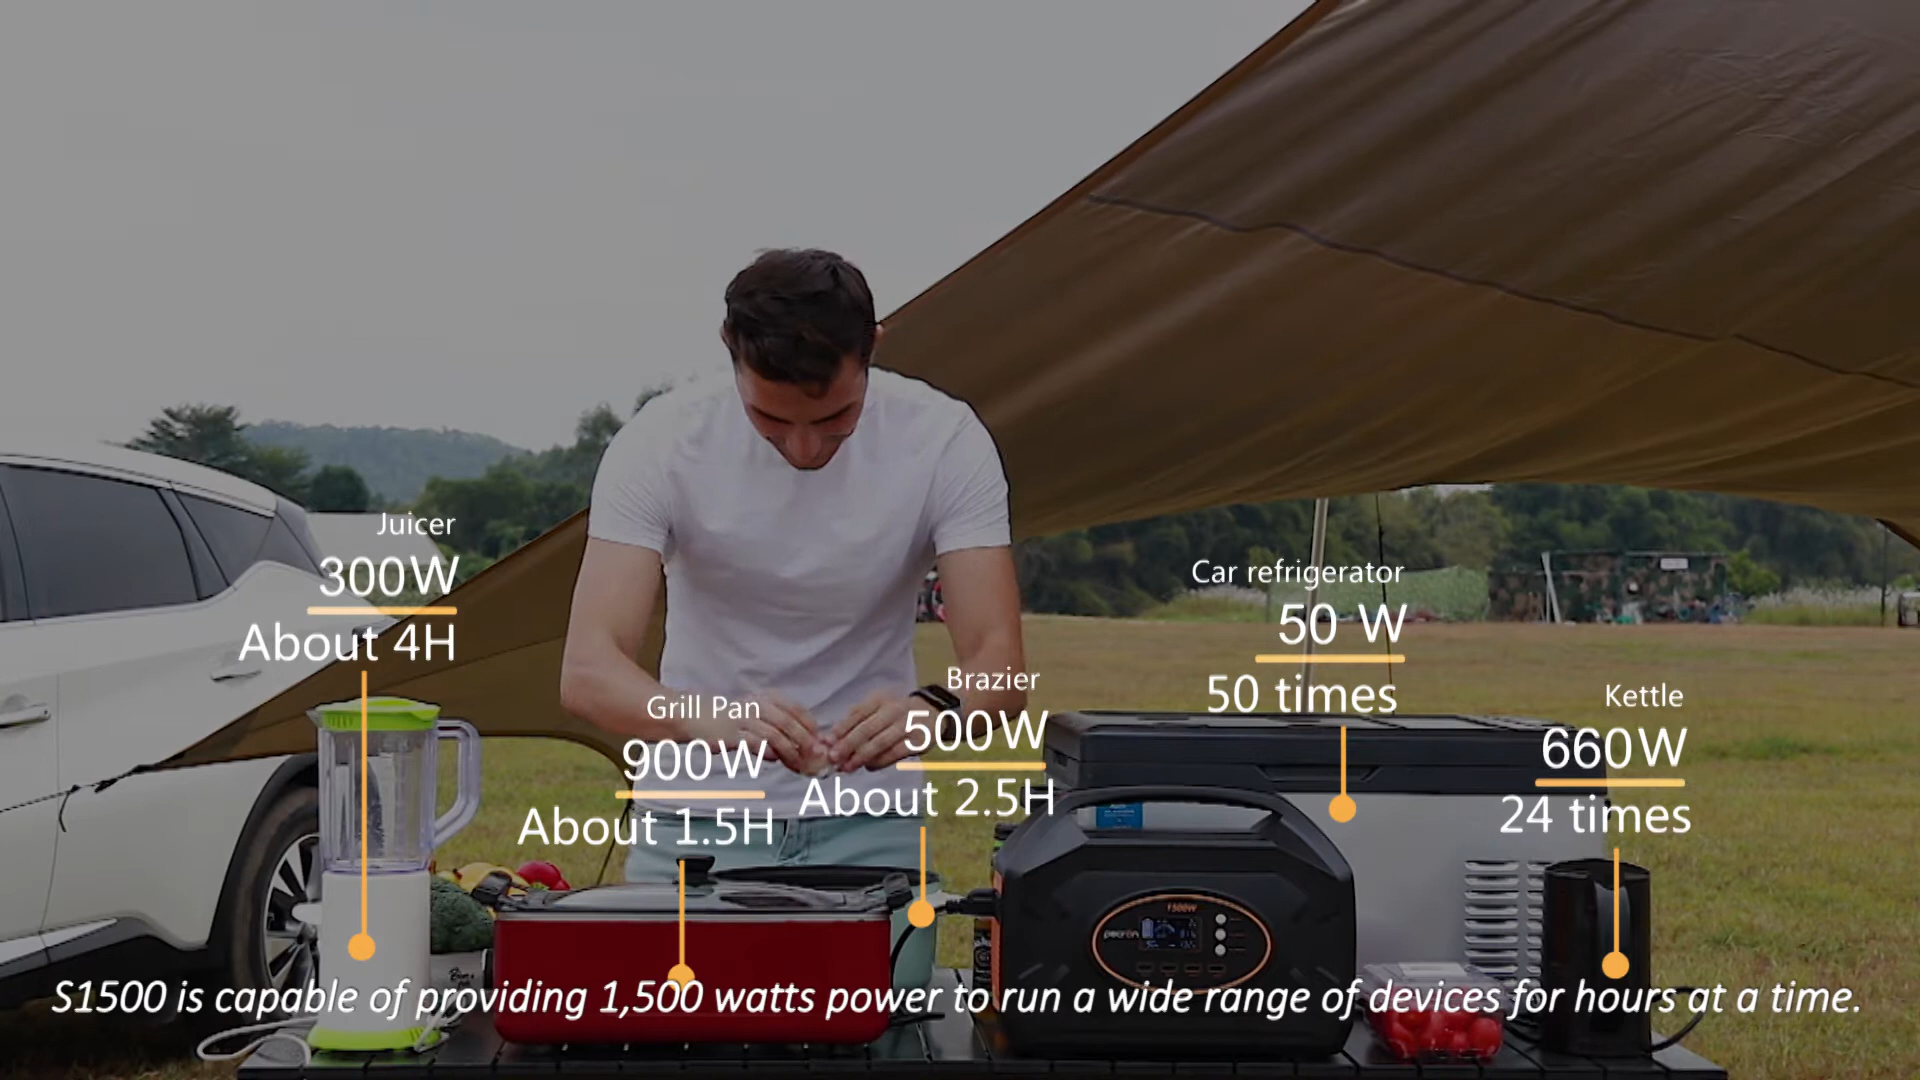 Juicer
300W
About 4H
Grill Pan
900W
About 1.5H
Brazier
500W
About 2.5H
Car refrigerator
50 W
50 times
Kettle
660W
24 times
1500W
pecron
S1500 is capable of providing 1,500 watts power to run a wide range of devices for hours at a time.